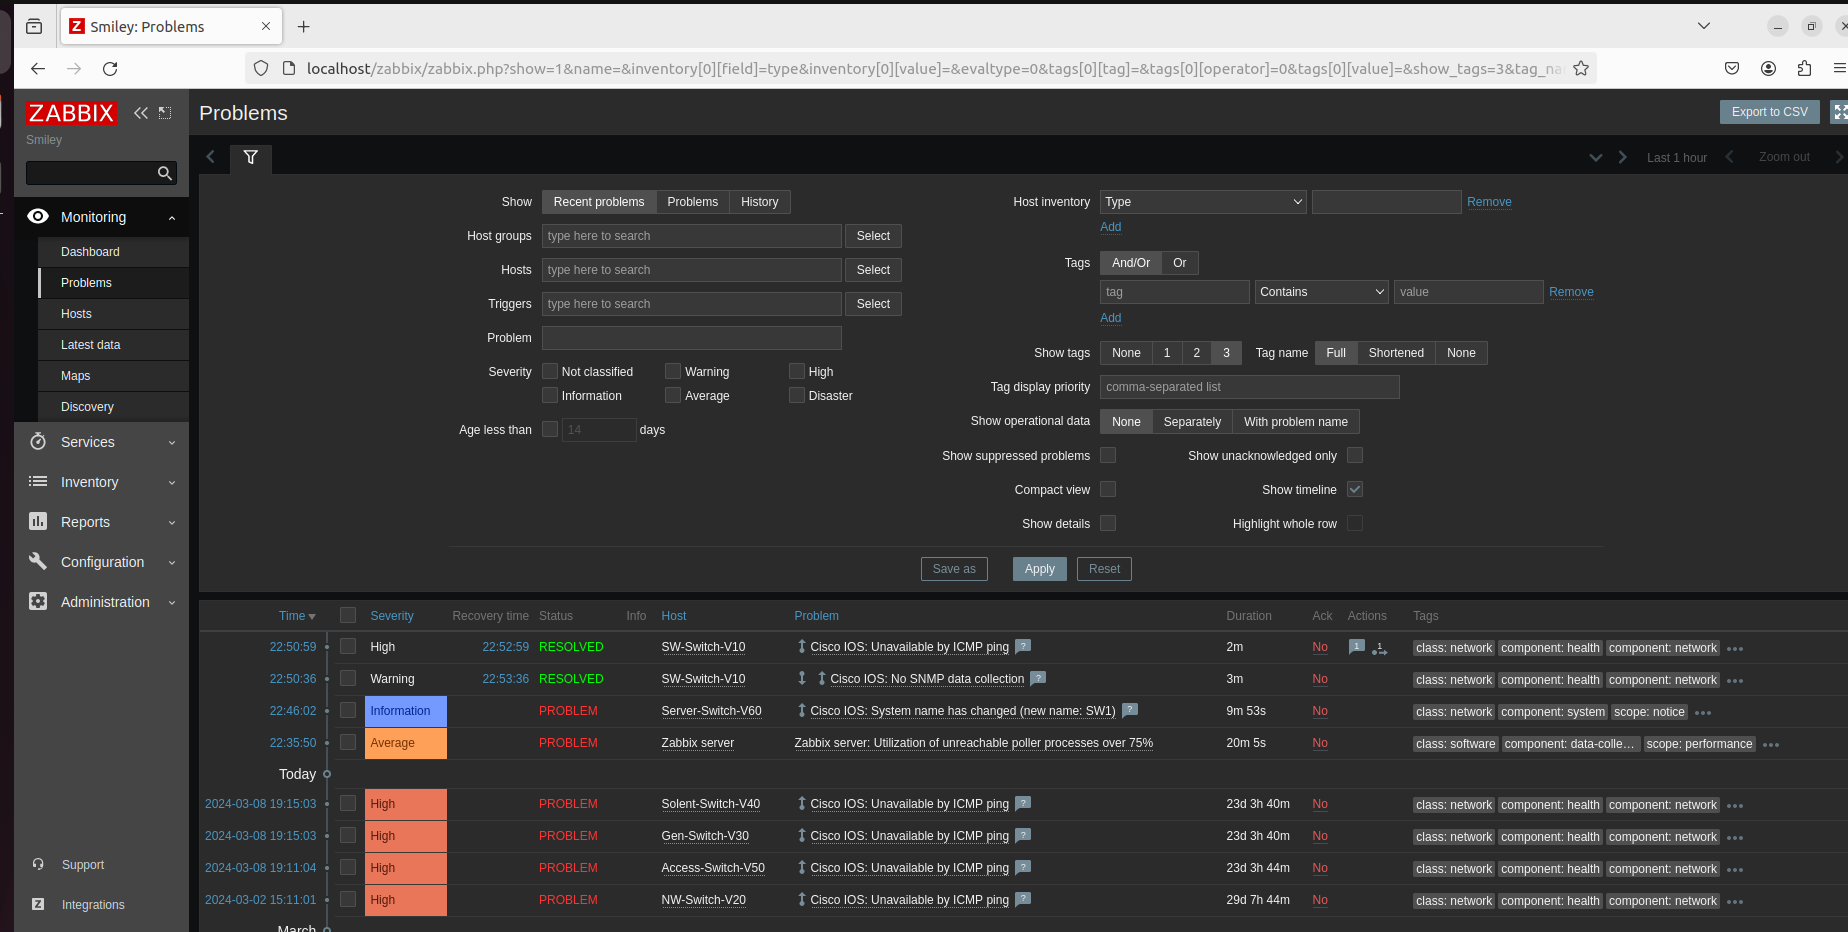 Smiley: Problems
localhost/zabbix/zabbix.php?show=1&name=&inventory[0][field]=type&inventory[0][value]=&evaltype=0&tags[0][tag]=&tags[0][operator]=0&tags[0][value]=&show_tags=3&tag_na
ZABBIX
Smiley
Monitoring
Dashboard
Problems
Hosts
Latest data
Maps
Discovery
Services
Inventory
Reports
Configuration
Administration
Support
Integrations
Problems Export to CSV
Last 1 hour Zoom out
Show Recent problems Problems History
Host groups type here to search Select
Hosts type here to search Select
Triggers type here to search Select
Problem
Severity Not classified Warning High
Information Average Disaster
Age less than 14 days
Host inventory Type Remove
Add
Tags And/Or Or
tag Contains value Remove
Add
Show tags None 1 2 3 Tag name Full Shortened None
Tag display priority comma-separated list
Show operational data None Separately With problem name
Show suppressed problems Show unacknowledged only
Compact view Show timeline
Show details Highlight whole row
Save as Apply Reset
Time Severity Recovery time Status Info Host Problem Duration Ack Actions Tags
22:50:59 High 22:52:59 RESOLVED SW-Switch-V10 Cisco IOS: Unavailable by ICMP ping ? 2m No 1 1 class: network component: health component: network •••
22:50:36 Warning 22:53:36 RESOLVED SW-Switch-V10 Cisco IOS: No SNMP data collection ? 3m No class: network component: health component: network •••
22:46:02 Information PROBLEM Server-Switch-V60 Cisco IOS: System name has changed (new name: SW1) ? 9m 53s No class: network component: system scope: notice •••
22:35:50 Average PROBLEM Zabbix server Zabbix server: Utilization of unreachable poller processes over 75% 20m 5s No class: software component: data-colle… scope: performance •••
Today
2024-03-08 19:15:03 High PROBLEM Solent-Switch-V40 Cisco IOS: Unavailable by ICMP ping ? 23d 3h 40m No class: network component: health component: network •••
2024-03-08 19:15:03 High PROBLEM Gen-Switch-V30 Cisco IOS: Unavailable by ICMP ping ? 23d 3h 40m No class: network component: health component: network •••
2024-03-08 19:11:04 High PROBLEM Access-Switch-V50 Cisco IOS: Unavailable by ICMP ping ? 23d 3h 44m No class: network component: health component: network •••
2024-03-02 15:11:01 High PROBLEM NW-Switch-V20 Cisco IOS: Unavailable by ICMP ping ? 29d 7h 44m No class: network component: health component: network •••
March